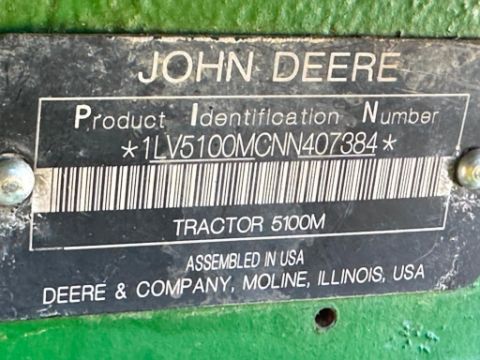 JOHN DEERE
Product Identification Number
*1LV5100MCNN407384*
TRACTOR 5100M
ASSEMBLED IN USA
DEERE & COMPANY, MOLINE, ILLINOIS, USA